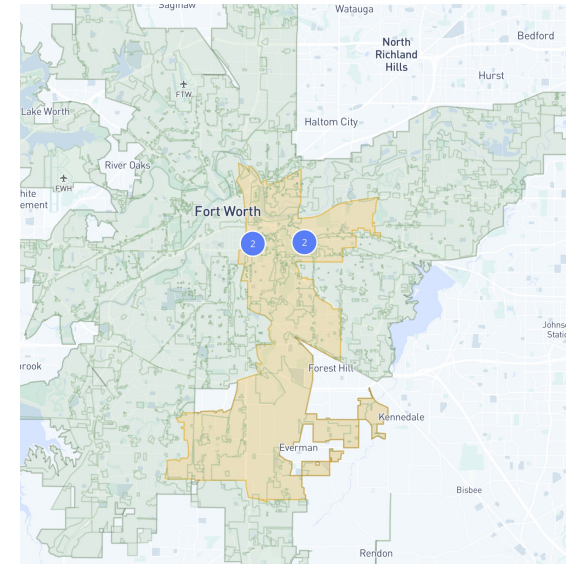 Saginaw
Watauga
North
Richland
Hills
Bedford
Hurst
FTW
Lake Worth
Haltom City
River Oaks
FWH
hite
ement
Fort Worth
2
2
Johns
Static
rook
Forest Hill
Kennedale
Everman
Bisbee
Rendon